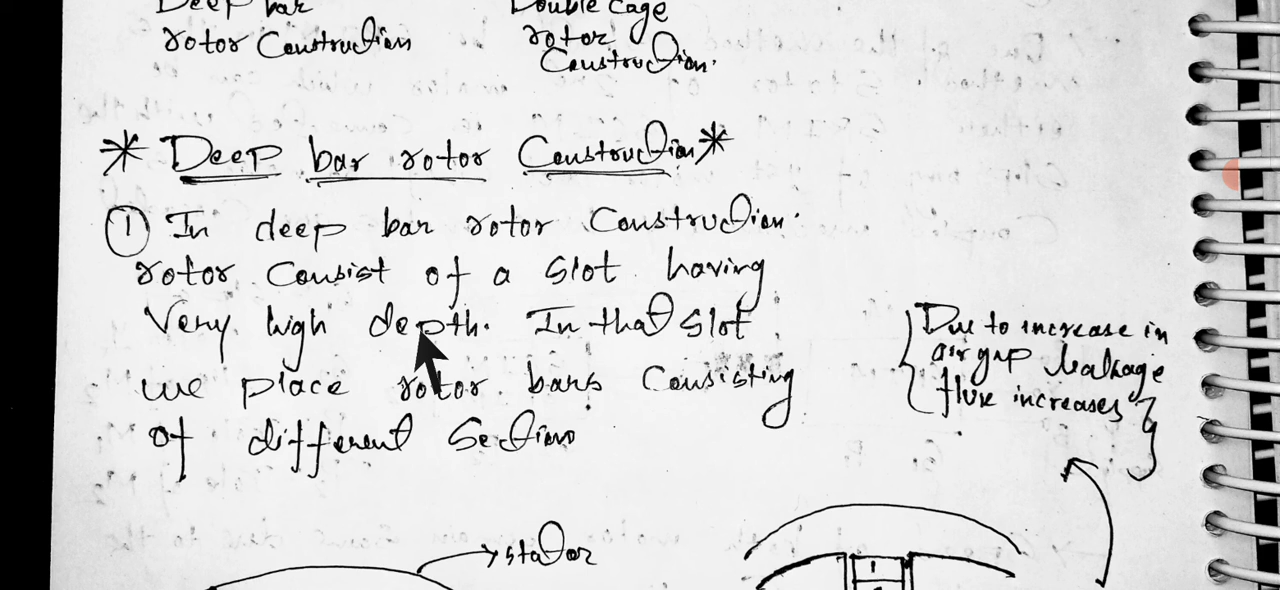 Deep bar
rotor Construction
Double Cage
rotor
Construction.
* Deep bar rotor Construction *
① In deep bar rotor Construction.
rotor Consist of a Slot having
Very high depth. In that Slot
we place rotor bars Consisting
of different Sections
{ Due to increase in
air gap leakage
flux increases }
→ stator
1